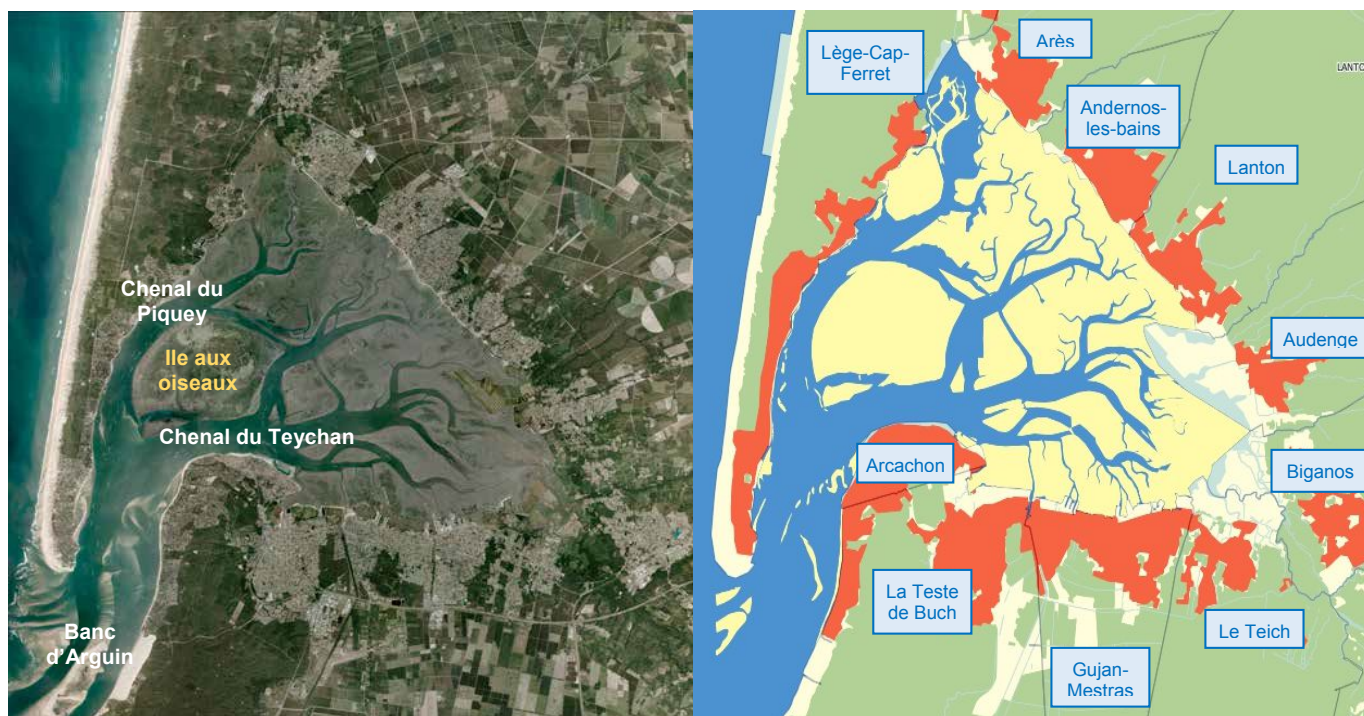 Chenal du
Piquey
Ile aux
oiseaux
Chenal du Teychan
Banc
d'Arguin
Lège-Cap-
Ferret
Arès
LANTO
Andernos-
les-bains
Lanton
Audenge
Arcachon
Biganos
La Teste
de Buch
Le Teich
Gujan-
Mestras